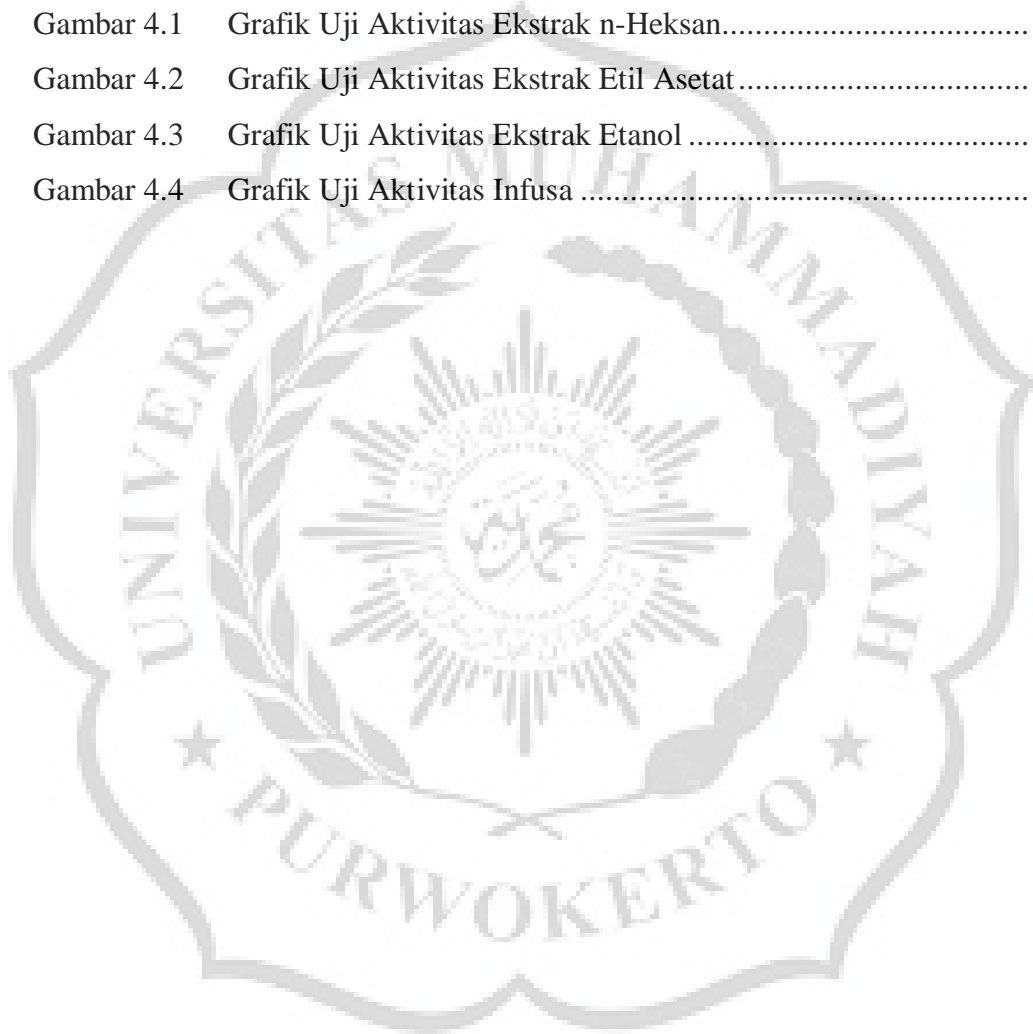 Gambar 4.1 Grafik Uji Aktivitas Ekstrak n-Heksan..................................
Gambar 4.2 Grafik Uji Aktivitas Ekstrak Etil Asetat................................
Gambar 4.3 Grafik Uji Aktivitas Ekstrak Etanol .....................................
Gambar 4.4 Grafik Uji Aktivitas Infusa .................................................
UNIVERSITAS MUHAMMADIYAH
PURWOKERTO